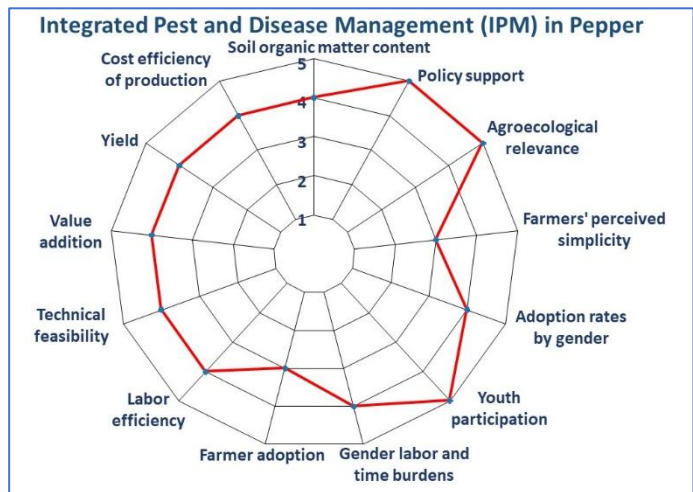 Integrated Pest and Disease Management (IPM) in Pepper
Soil organic matter content
Policy support
Agroecological
relevance
Farmers' perceived
simplicity
Adoption rates
by gender
Youth
participation
Gender labor and
time burdens
Farmer adoption
Labor
efficiency
Technical
feasibility
Value
addition
Yield
Cost efficiency
of production
5
4
3
2
1